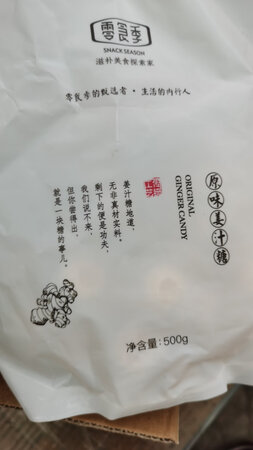 零食季
SNACK SEASON
滋补美食探索家
零食季的甄选者·生活的内行人
原味姜汁糖
ORIGINAL
GINGER CANDY
姜汁糖地道,
无非真材实料。
剩下的便是功夫,
我们说不来,
但你尝得出,
就是一块糖的事儿。
净含量:500g